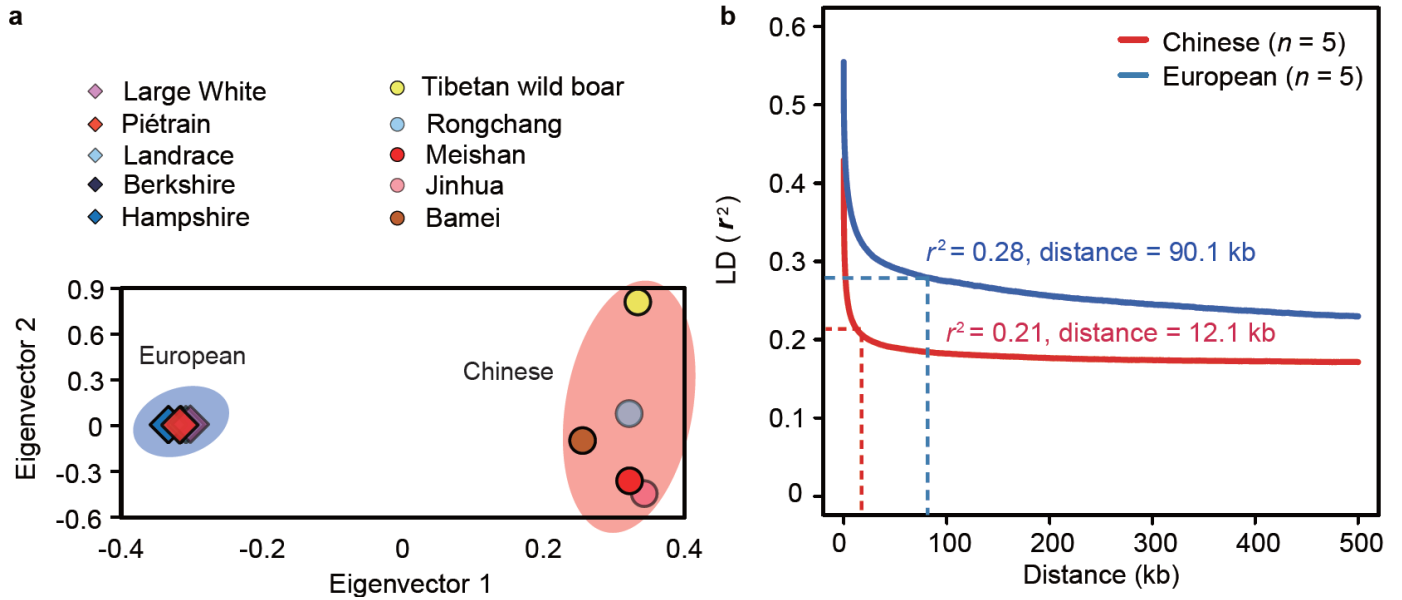 a
Large White
Piétrain
Landrace
Berkshire
Hampshire
Tibetan wild boar
Rongchang
Meishan
Jinhua
Bamei
Eigenvector 2
0.9
0.6
0.3
0
-0.3
-0.6
European
Chinese
-0.4
-0.2
0
0.2
0.4
Eigenvector 1
b
LD (r²)
0.6
0.5
0.4
0.3
0.2
0.1
0
Chinese (n = 5)
European (n = 5)
r² = 0.28, distance = 90.1 kb
r² = 0.21, distance = 12.1 kb
0
100
200
300
400
500
Distance (kb)